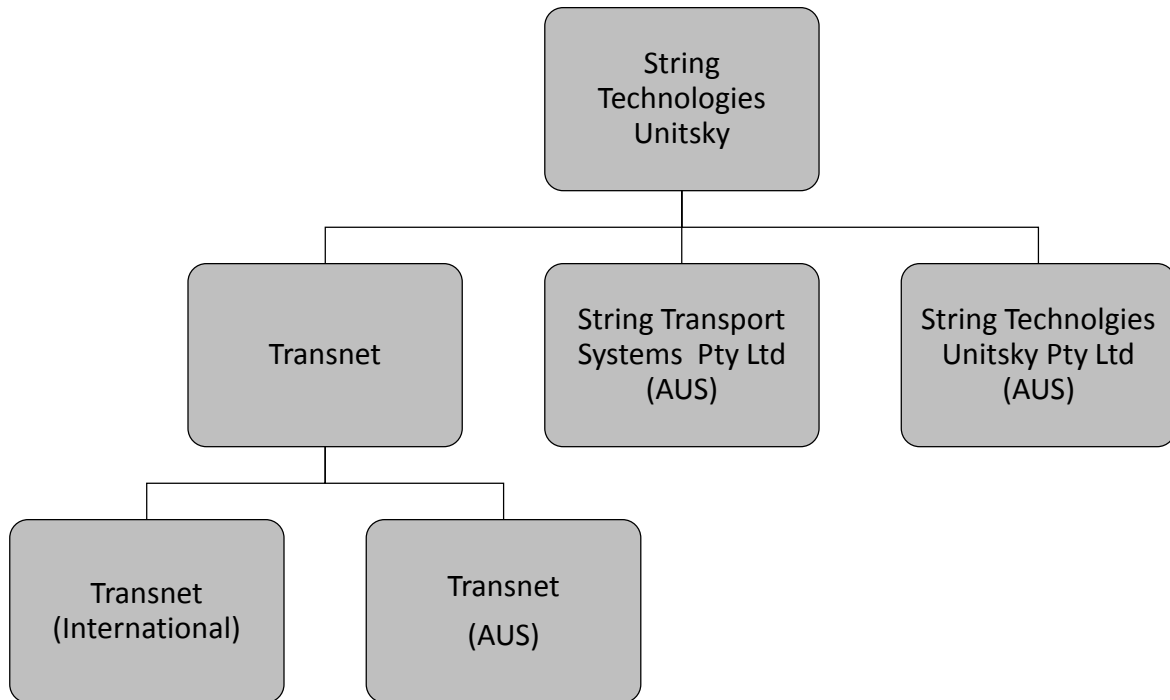 String
Technologies
Unitsky
Transnet
String Transport
Systems Pty Ltd
(AUS)
String Technolgies
Unitsky Pty Ltd
(AUS)
Transnet
(International)
Transnet
(AUS)